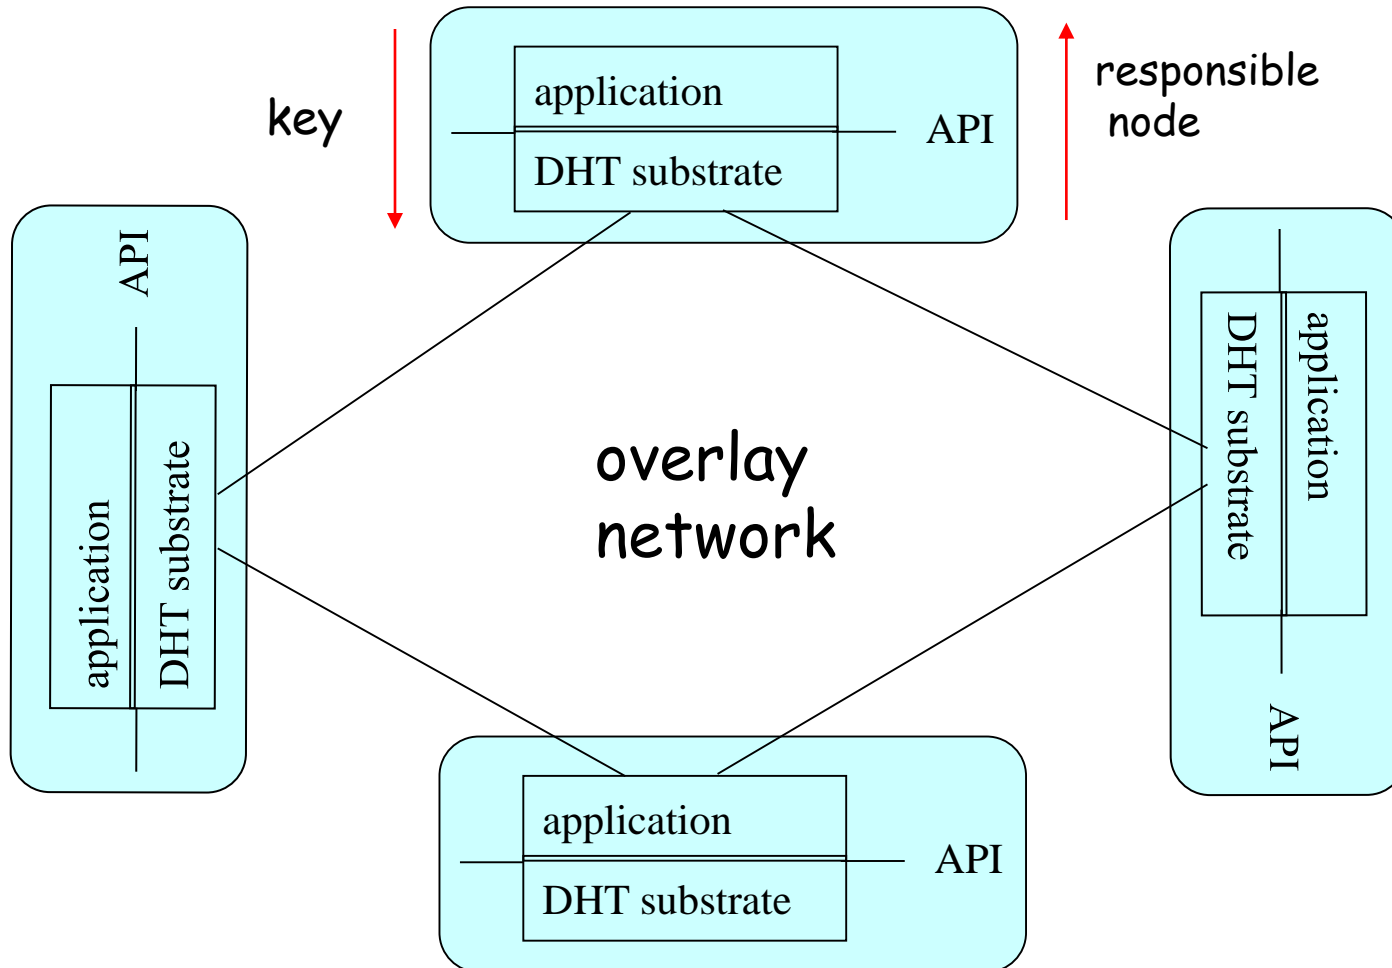 key
application
DHT substrate
API
responsible
node
API
application
DHT substrate
overlay
network
DHT substrate
application
API
application
DHT substrate
API